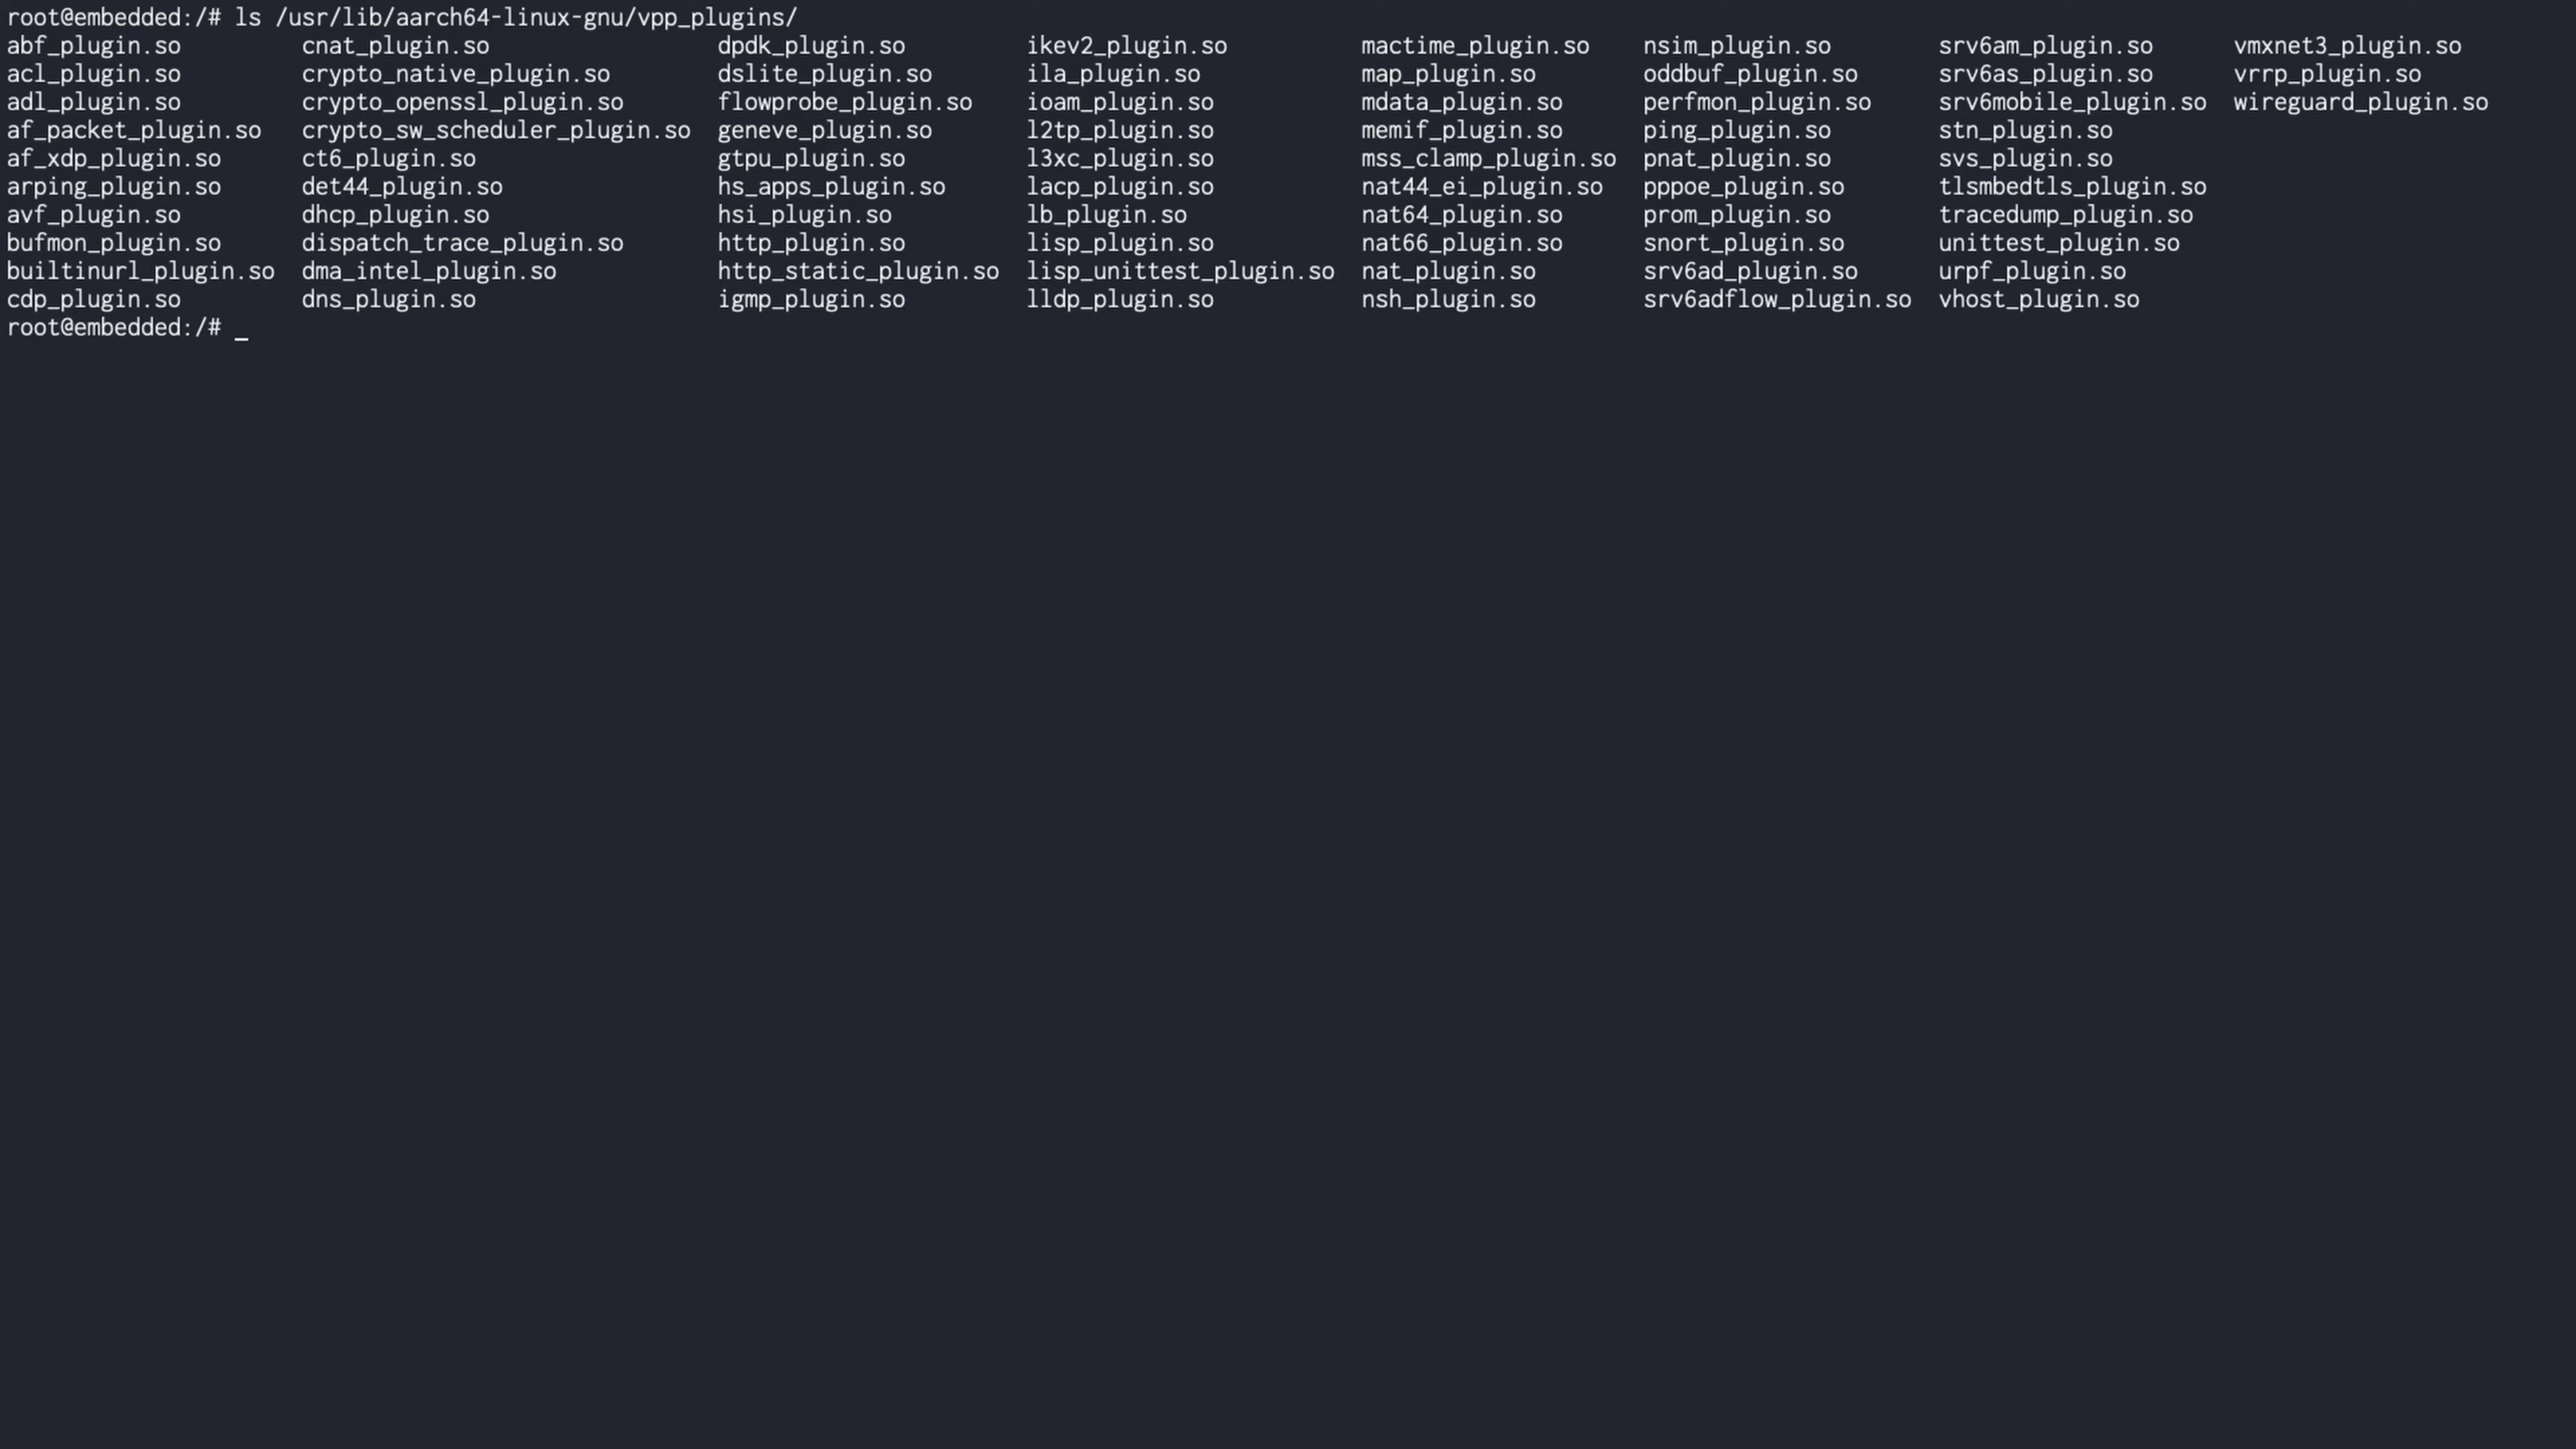 root@embedded:/# ls /usr/lib/aarch64-linux-gnu/vpp_plugins/
abf_plugin.so cnat_plugin.so dpdk_plugin.so ikev2_plugin.so mactime_plugin.so nsim_plugin.so srv6am_plugin.so vmxnet3_plugin.so
acl_plugin.so crypto_native_plugin.so dslite_plugin.so ila_plugin.so map_plugin.so oddbuf_plugin.so srv6as_plugin.so vrrp_plugin.so
adl_plugin.so crypto_openssl_plugin.so flowprobe_plugin.so ioam_plugin.so mdata_plugin.so perfmon_plugin.so srv6mobile_plugin.so wireguard_plugin.so
af_packet_plugin.so crypto_sw_scheduler_plugin.so geneve_plugin.so l2tp_plugin.so memif_plugin.so ping_plugin.so stn_plugin.so
af_xdp_plugin.so ct6_plugin.so gtpu_plugin.so l3xc_plugin.so mss_clamp_plugin.so pnat_plugin.so svs_plugin.so
arping_plugin.so det44_plugin.so hs_apps_plugin.so lacp_plugin.so nat44_ei_plugin.so pppoe_plugin.so tlsmbedtls_plugin.so
avf_plugin.so dhcp_plugin.so hsi_plugin.so lb_plugin.so nat64_plugin.so prom_plugin.so tracedump_plugin.so
bufmon_plugin.so dispatch_trace_plugin.so http_plugin.so lisp_plugin.so nat66_plugin.so snort_plugin.so unittest_plugin.so
builtinurl_plugin.so dma_intel_plugin.so http_static_plugin.so lisp_unittest_plugin.so nat_plugin.so srv6ad_plugin.so urpf_plugin.so
cdp_plugin.so dns_plugin.so igmp_plugin.so lldp_plugin.so nsh_plugin.so srv6adflow_plugin.so vhost_plugin.so
root@embedded:/# _